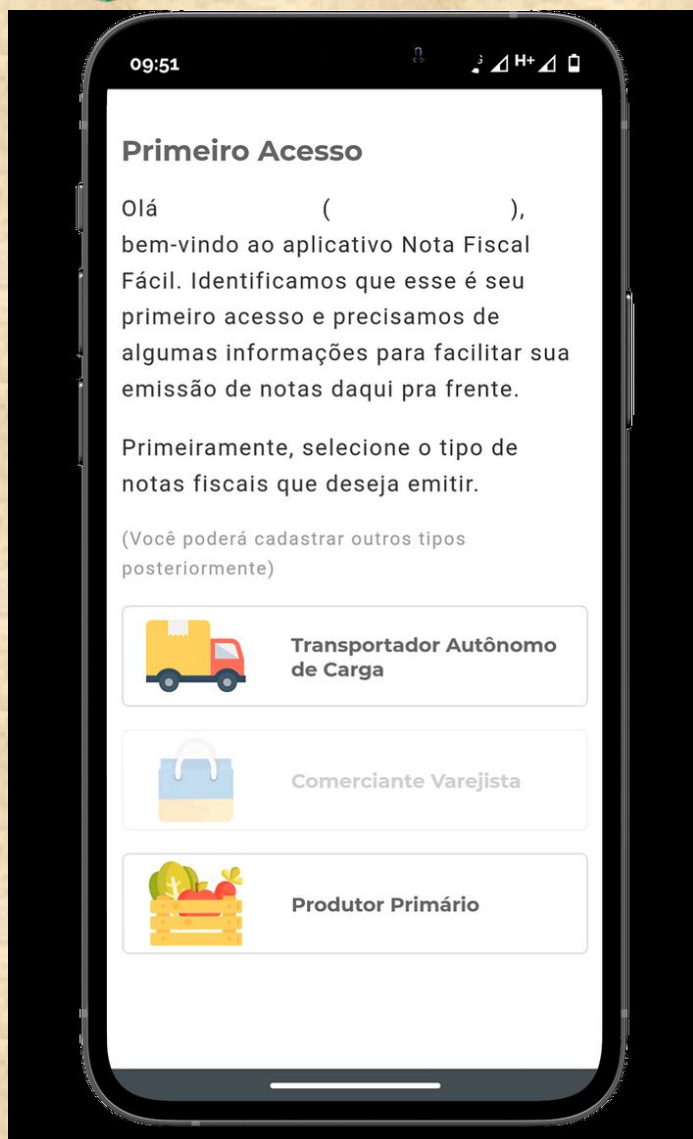 09:51
H+
Primeiro Acesso
Olá ( ),
bem-vindo ao aplicativo Nota Fiscal
Fácil. Identificamos que esse é seu
primeiro acesso e precisamos de
algumas informações para facilitar sua
emissão de notas daqui pra frente.
Primeiramente, selecione o tipo de
notas fiscais que deseja emitir.
(Você poderá cadastrar outros tipos
posteriormente)
Transportador Autônomo
de Carga
Comerciante Varejista
Produtor Primário